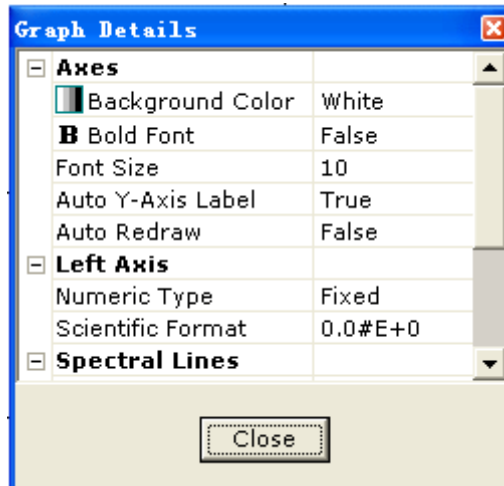 Graph Details
Axes
Background Color White
B Bold Font False
Font Size 10
Auto Y-Axis Label True
Auto Redraw False
Left Axis
Numeric Type Fixed
Scientific Format 0.0#E+0
Spectral Lines
Close